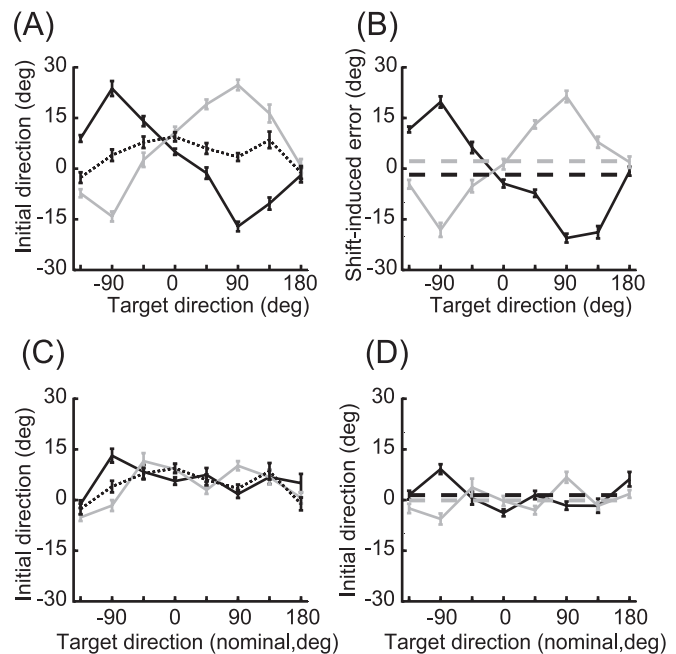 (A)
Initial direction (deg)
30
15
0
-15
-30
-90 0 90 180
Target direction (deg)
(B)
Shift-induced error (deg)
30
15
0
-15
-30
-90 0 90 180
Target direction (deg)
(C)
Initial direction (deg)
30
15
0
-15
-30
-90 0 90 180
Target direction (nominal,deg)
(D)
Initial direction (deg)
30
15
0
-15
-30
-90 0 90 180
Target direction (nominal,deg)